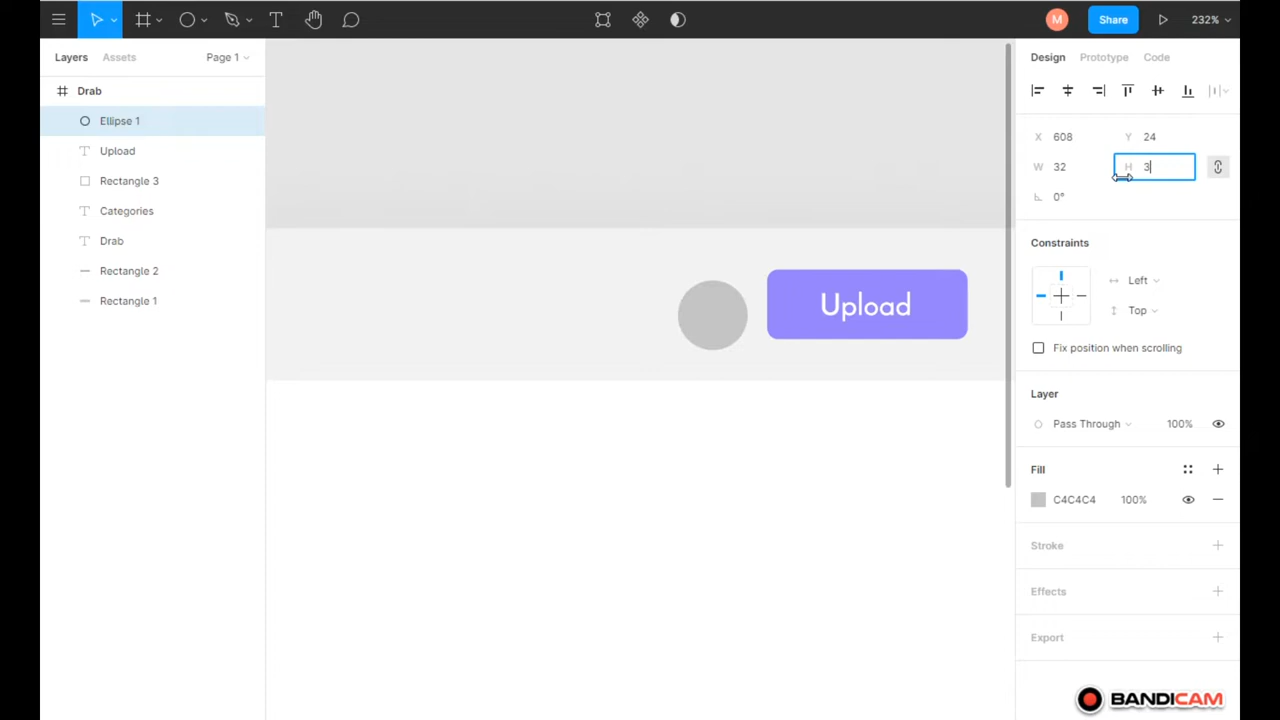 M
Share
232%
Layers
Assets
Page 1
Drab
Ellipse 1
Upload
Rectangle 3
Categories
Drab
Rectangle 2
Rectangle 1
Upload
Design
Prototype
Code
X 608
Y 24
W 32
H 3
0°
Constraints
Left
Top
Fix position when scrolling
Layer
Pass Through
100%
Fill
C4C4C4
100%
Stroke
Effects
Export
BANDICAM